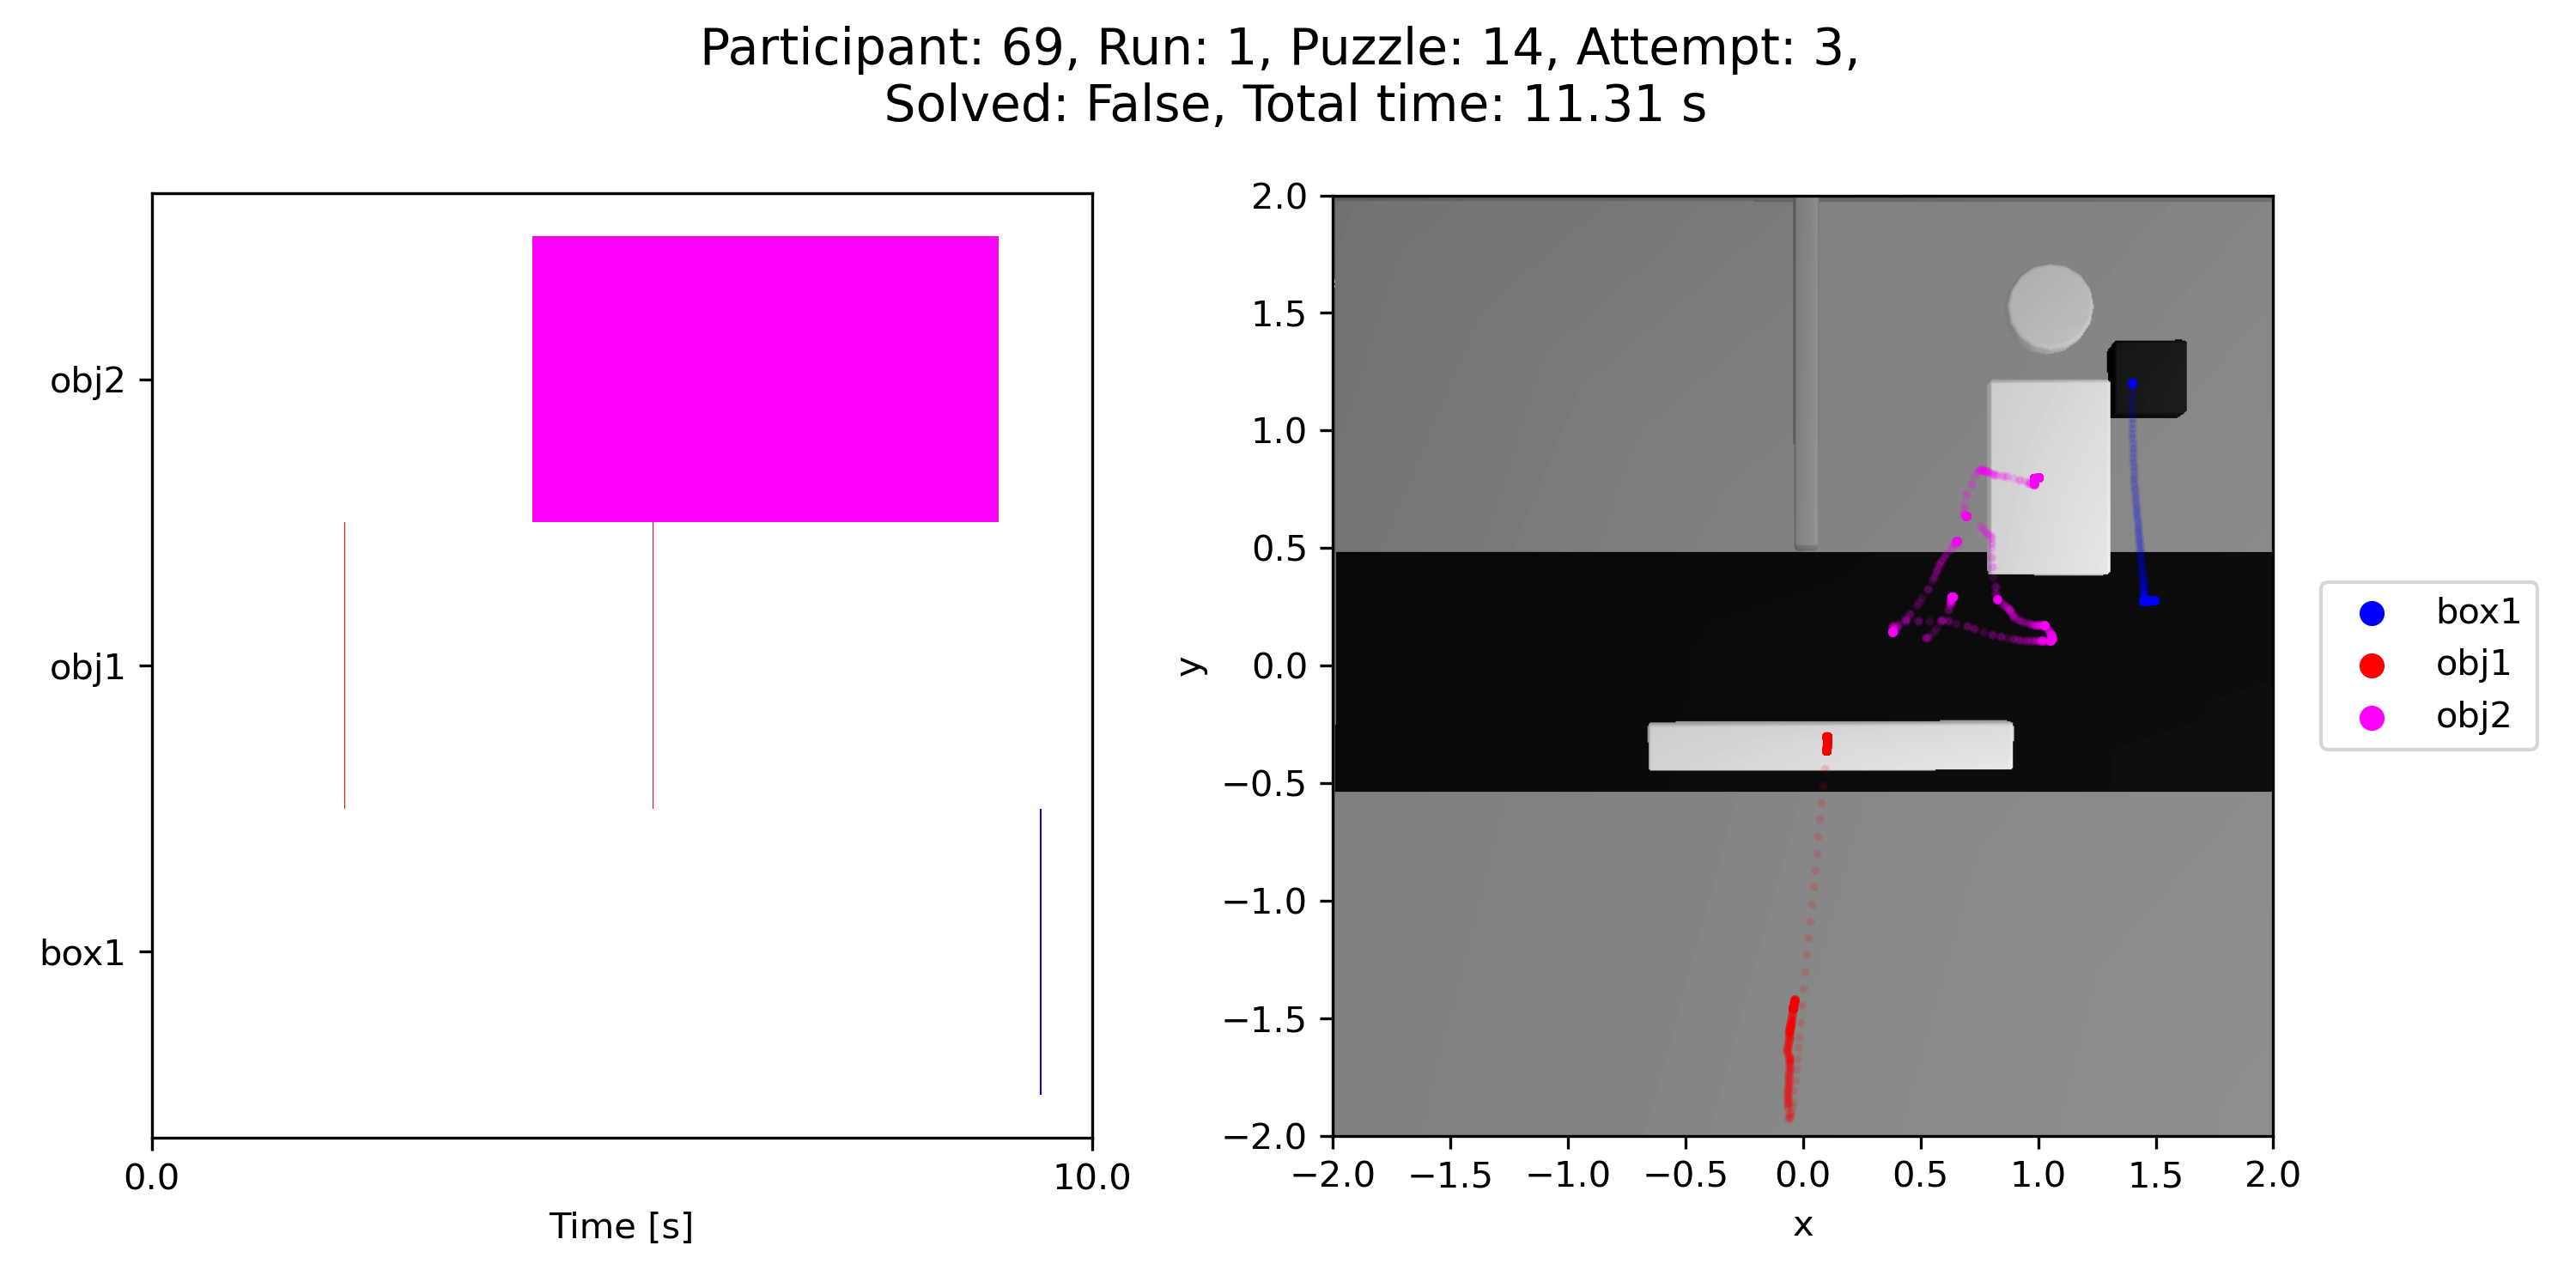 Participant: 69, Run: 1, Puzzle: 14, Attempt: 3,
Solved: False, Total time: 11.31 s
obj2
obj1
box1
0.0
10.0
Time [s]
2.0
1.5
1.0
0.5
0.0
−0.5
−1.0
−1.5
−2.0
y
−2.0
−1.5
−1.0
−0.5
0.0
0.5
1.0
1.5
2.0
x
box1
obj1
obj2